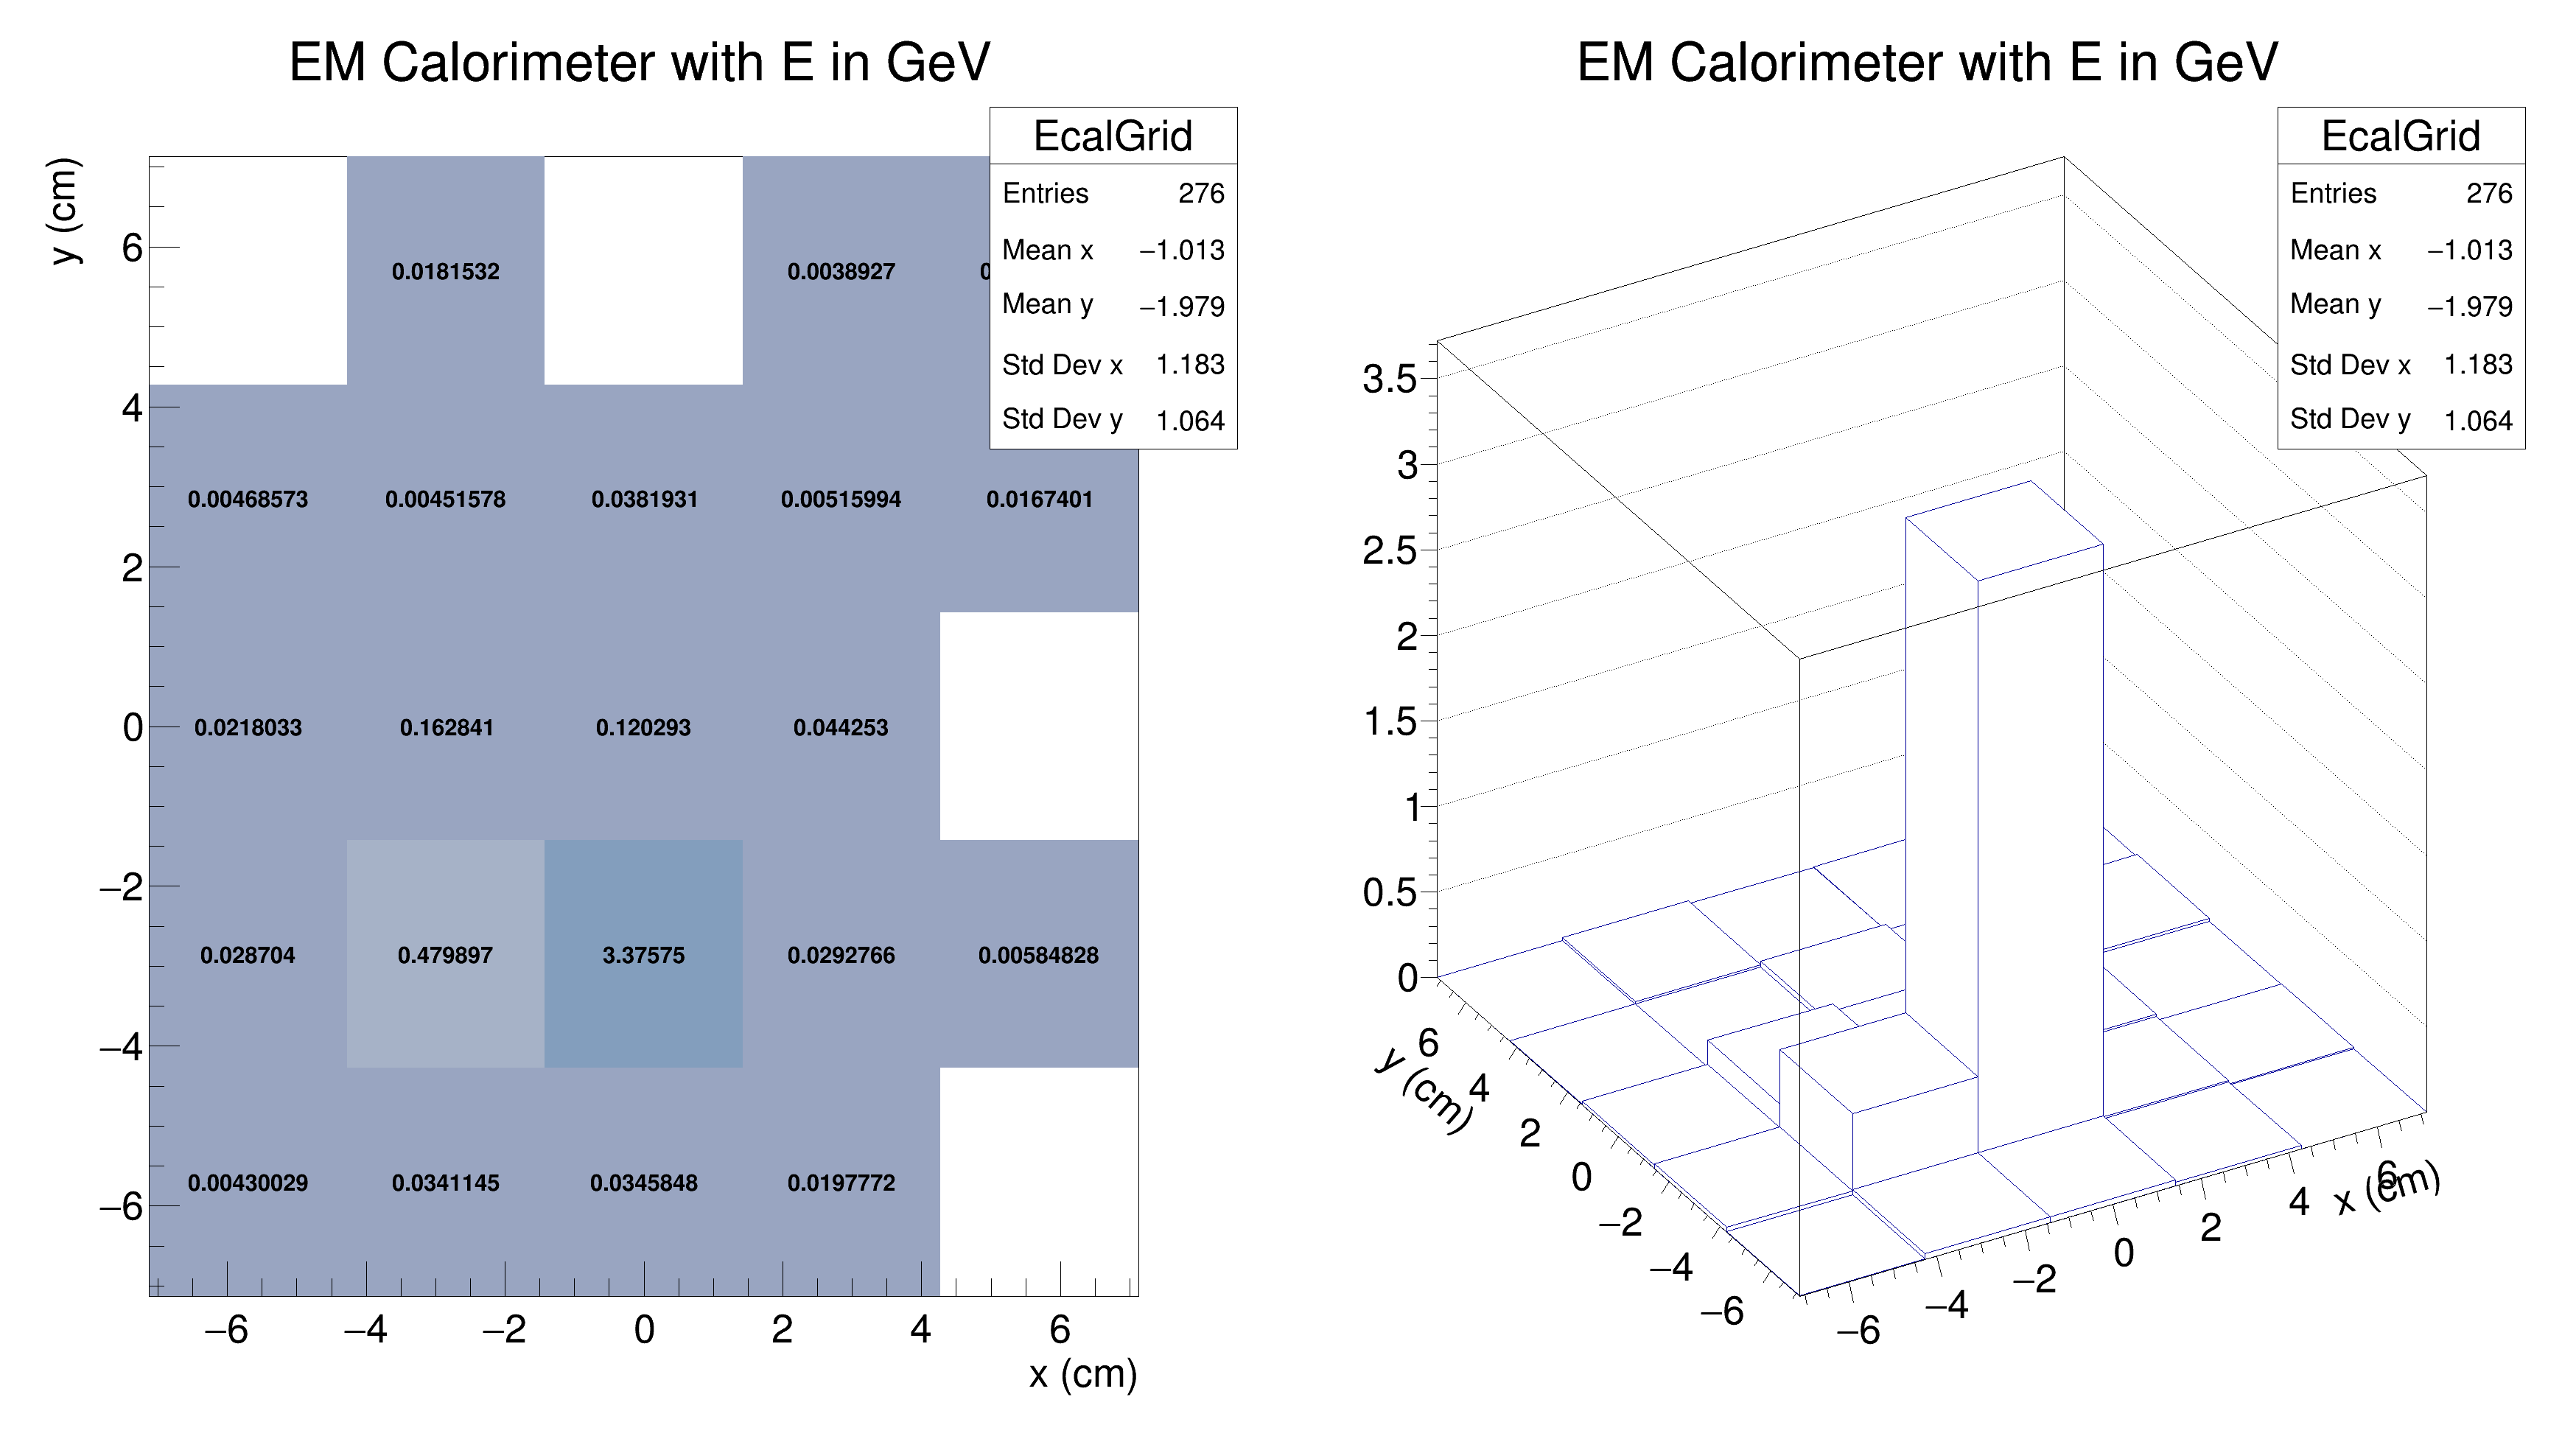 EM Calorimeter with E in GeV
EcalGrid
Entries 276
Mean x −1.013
Mean y −1.979
Std Dev x 1.183
Std Dev y 1.064
y (cm)
6
4
2
0
−2
−4
−6
0.0181532 0.0038927
0.00468573 0.00451578 0.0381931 0.00515994 0.0167401
0.0218033 0.162841 0.120293 0.044253
0.028704 0.479897 3.37575 0.0292766 0.00584828
0.00430029 0.0341145 0.0345848 0.0197772
−6 −4 −2 0 2 4 6
x (cm)
EM Calorimeter with E in GeV
EcalGrid
Entries 276
Mean x −1.013
Mean y −1.979
Std Dev x 1.183
Std Dev y 1.064
3.5
3
2.5
2
1.5
1
0.5
0
y (cm)
6
4
2
0
−2
−4
−6
−6 −4 −2 0 2 4 6
x (cm)